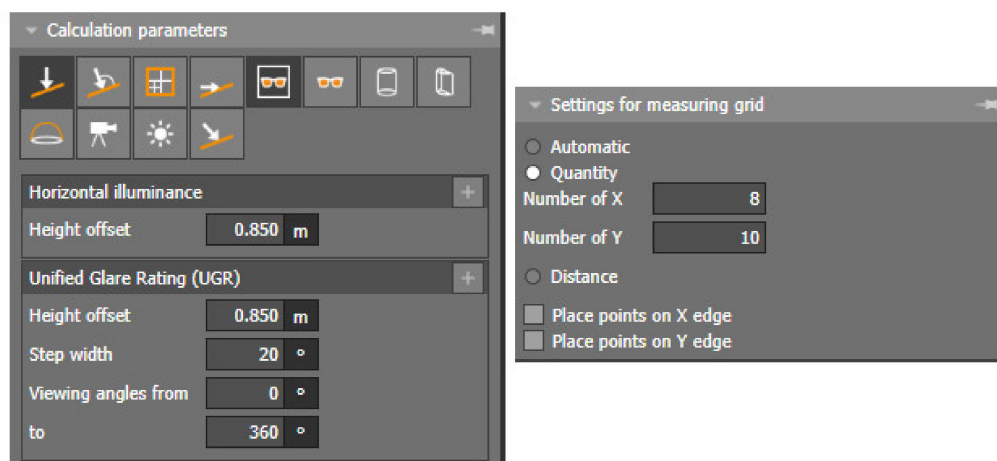 Calculation parameters
Horizontal illuminance
Height offset 0.850 m
Unified Glare Rating (UGR)
Height offset 0.850 m
Step width 20 °
Viewing angles from 0 °
to 360 °
Settings for measuring grid
Automatic
Quantity
Number of X 8
Number of Y 10
Distance
Place points on X edge
Place points on Y edge